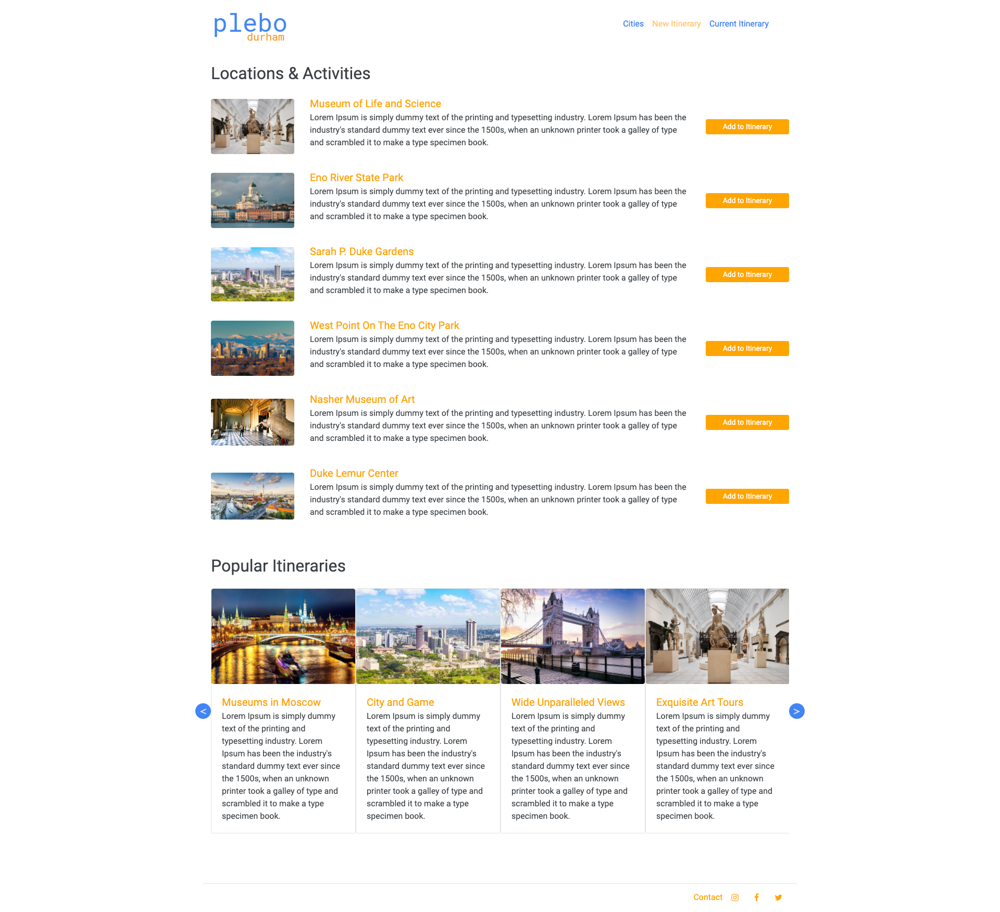 plebo
durham
Cities New Itinerary Current Itinerary
Locations & Activities
Museum of Life and Science
Lorem Ipsum is simply dummy text of the printing and typesetting industry. Lorem Ipsum has been the
industry's standard dummy text ever since the 1500s, when an unknown printer took a galley of type
and scrambled it to make a type specimen book.
Add to Itinerary
Eno River State Park
Lorem Ipsum is simply dummy text of the printing and typesetting industry. Lorem Ipsum has been the
industry's standard dummy text ever since the 1500s, when an unknown printer took a galley of type
and scrambled it to make a type specimen book.
Add to Itinerary
Sarah P. Duke Gardens
Lorem Ipsum is simply dummy text of the printing and typesetting industry. Lorem Ipsum has been the
industry's standard dummy text ever since the 1500s, when an unknown printer took a galley of type
and scrambled it to make a type specimen book.
Add to Itinerary
West Point On The Eno City Park
Lorem Ipsum is simply dummy text of the printing and typesetting industry. Lorem Ipsum has been the
industry's standard dummy text ever since the 1500s, when an unknown printer took a galley of type
and scrambled it to make a type specimen book.
Add to Itinerary
Nasher Museum of Art
Lorem Ipsum is simply dummy text of the printing and typesetting industry. Lorem Ipsum has been the
industry's standard dummy text ever since the 1500s, when an unknown printer took a galley of type
and scrambled it to make a type specimen book.
Add to Itinerary
Duke Lemur Center
Lorem Ipsum is simply dummy text of the printing and typesetting industry. Lorem Ipsum has been the
industry's standard dummy text ever since the 1500s, when an unknown printer took a galley of type
and scrambled it to make a type specimen book.
Add to Itinerary
Popular Itineraries
<
Museums in Moscow
Lorem Ipsum is simply dummy
text of the printing and
typesetting industry. Lorem
Ipsum has been the industry's
standard dummy text ever since
the 1500s, when an unknown
printer took a galley of type and
scrambled it to make a type
specimen book.
City and Game
Lorem Ipsum is simply dummy
text of the printing and
typesetting industry. Lorem
Ipsum has been the industry's
standard dummy text ever since
the 1500s, when an unknown
printer took a galley of type and
scrambled it to make a type
specimen book.
Wide Unparalleled Views
Lorem Ipsum is simply dummy
text of the printing and
typesetting industry. Lorem
Ipsum has been the industry's
standard dummy text ever since
the 1500s, when an unknown
printer took a galley of type and
scrambled it to make a type
specimen book.
Exquisite Art Tours
Lorem Ipsum is simply dummy
text of the printing and
typesetting industry. Lorem
Ipsum has been the industry's
standard dummy text ever since
the 1500s, when an unknown
printer took a galley of type and
scrambled it to make a type
specimen book.
>
Contact